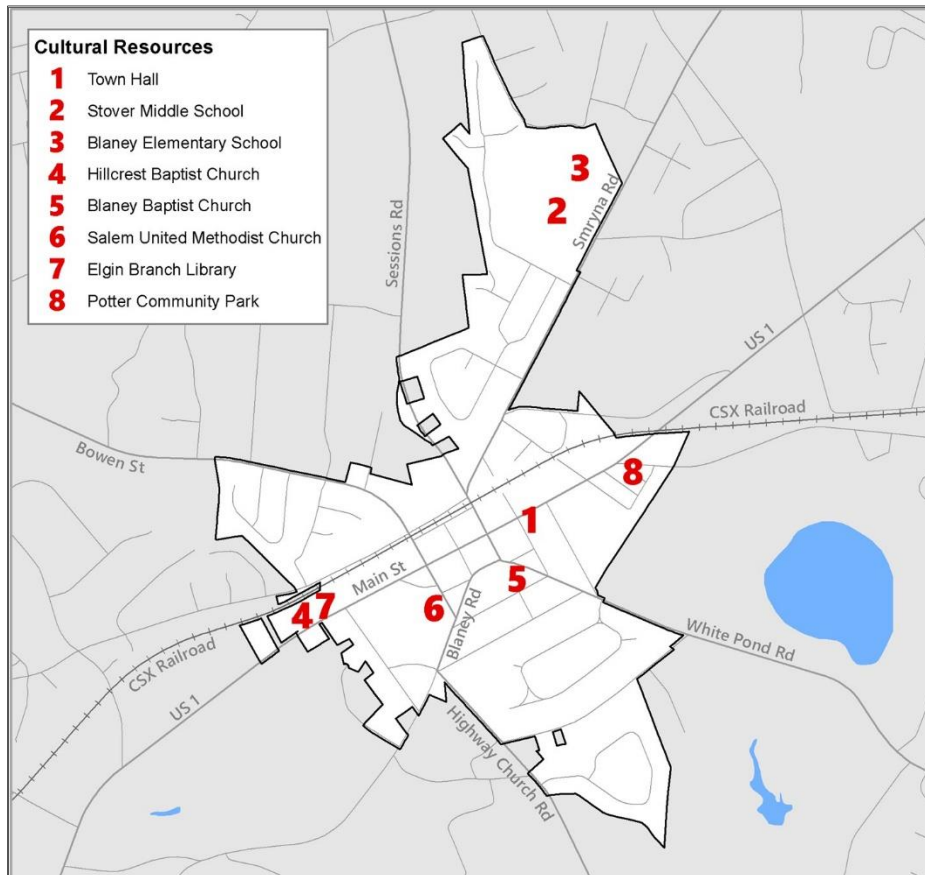 Cultural Resources
1 Town Hall
2 Stover Middle School
3 Blaney Elementary School
4 Hillcrest Baptist Church
5 Blaney Baptist Church
6 Salem United Methodist Church
7 Elgin Branch Library
8 Potter Community Park
3
2
Smryna Rd
Sessions Rd
US 1
CSX Railroad
Bowen St
8
1
Main St
5
6
7
4
Blaney Rd
White Pond Rd
CSX Railroad
US 1
Highway Church Rd